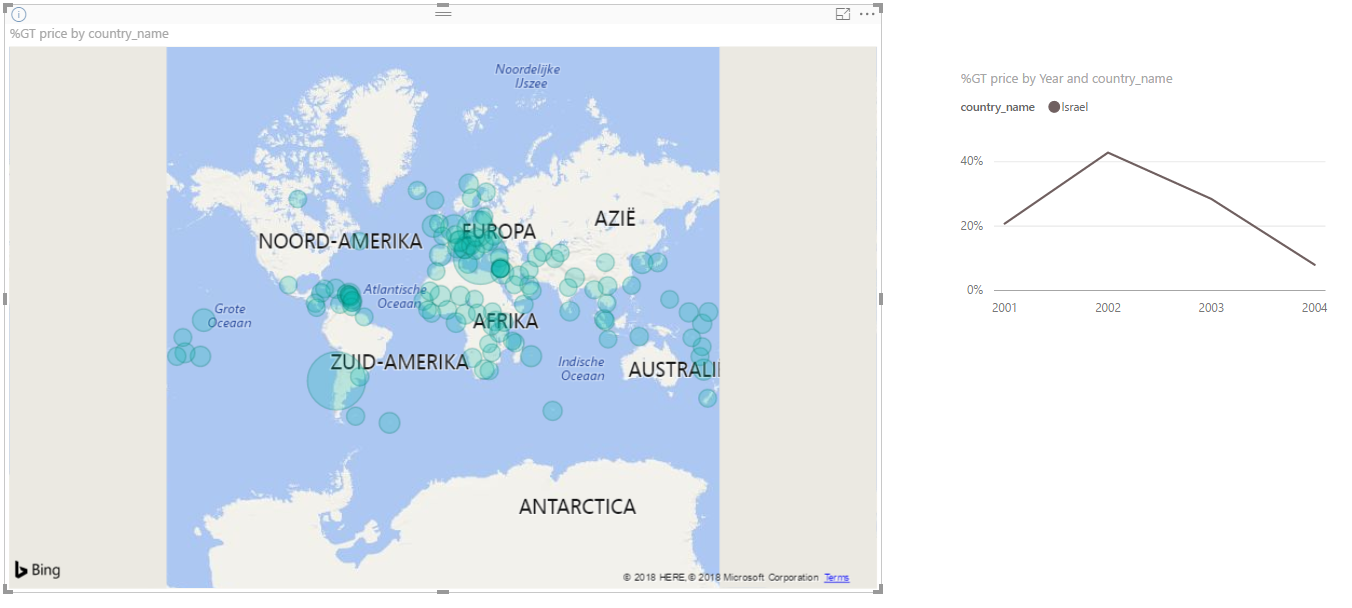 %GT price by country_name
Noordelijke
IJszee
AZIË
EUROPA
NOORD-AMERIKA
Atlantische
Oceaan
Grote
Oceaan
AFRIKA
ZUID-AMERIKA
Indische
Oceaan
AUSTRALI
ANTARCTICA
Bing
© 2018 HERE, © 2018 Microsoft Corporation Terms
%GT price by Year and country_name
country_name Israel
40%
20%
0%
2001 2002 2003 2004